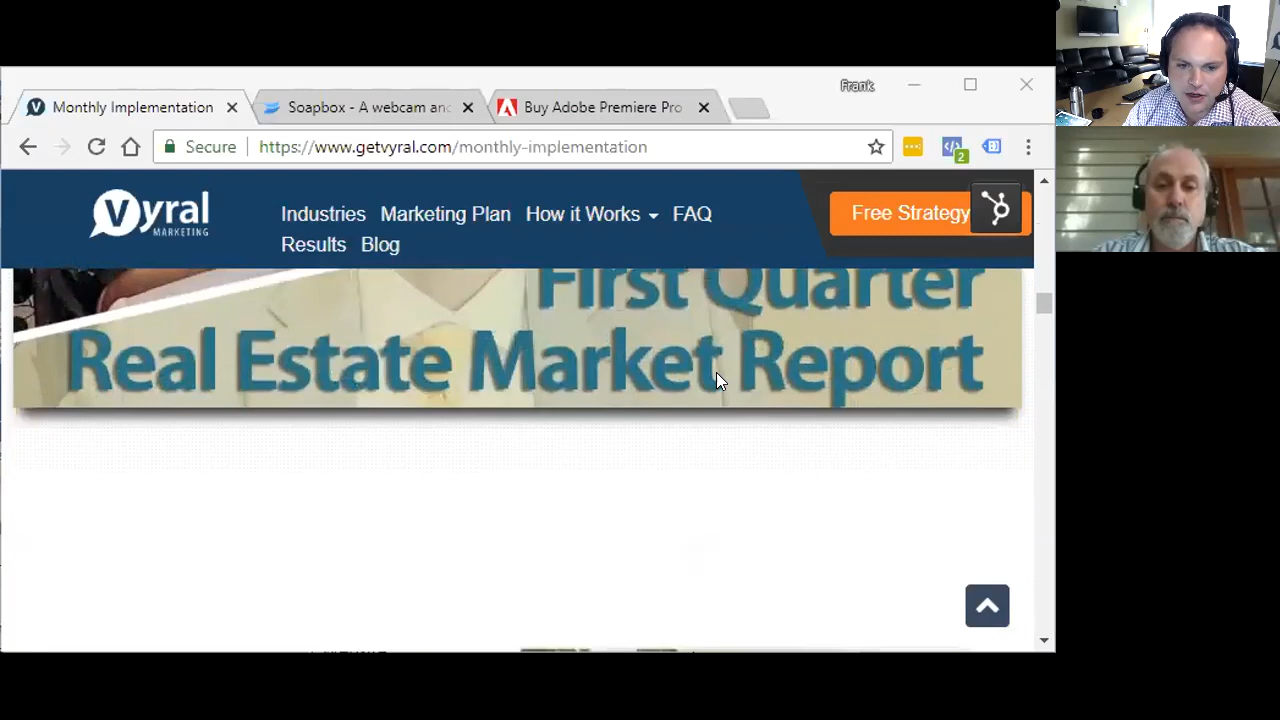 Frank
Monthly Implementation
Soapbox - A webcam and
Buy Adobe Premiere Pro
Secure
https://www.getvyral.com/monthly-implementation
2
Vyral
MARKETING
Industries Marketing Plan How it Works FAQ
Results Blog
Free Strategy
First Quarter
Real Estate Market Report